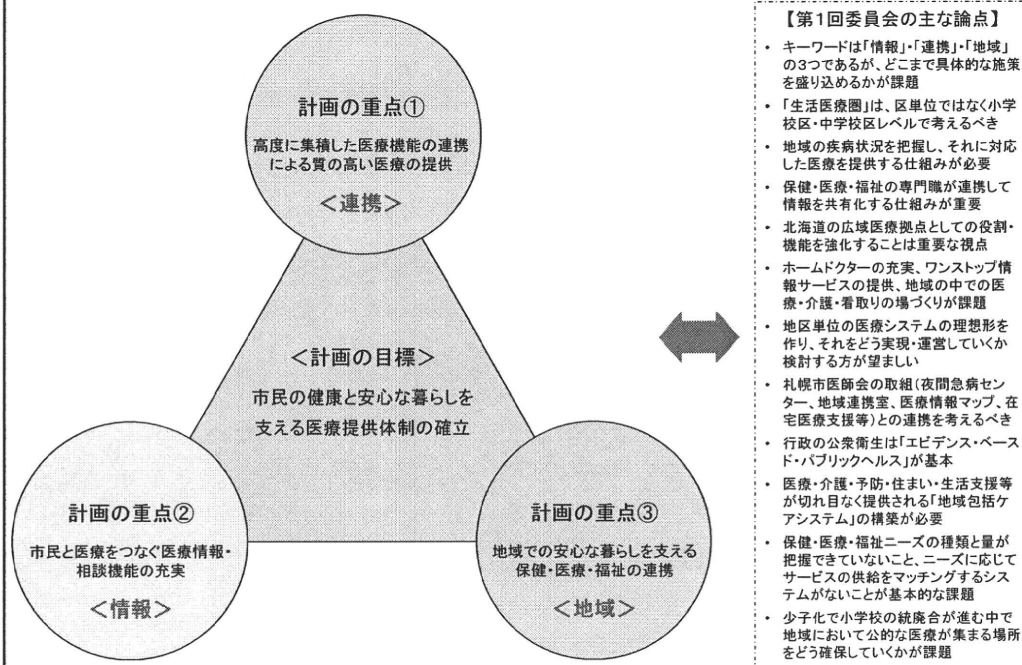 計画の重点①
高度に集積した医療機能の連携
による質の高い医療の提供
<連携>
<計画の目標>
市民の健康と安心な暮らしを
支える医療提供体制の確立
計画の重点②
市民と医療をつなぐ医療情報・
相談機能の充実
<情報>
計画の重点③
地域での安心な暮らしを支える
保健・医療・福祉の連携
<地域>
【第1回委員会の主な論点】
• キーワードは「情報」・「連携」・「地域」
の3つであるが、どこまで具体的な施策
を盛り込めるかが課題
• 「生活医療圏」は、区単位ではなく小学
校区・中学校区レベルで考えるべき
• 地域の疾病状況を把握し、それに対応
した医療を提供する仕組みが必要
• 保健・医療・福祉の専門職が連携して
情報を共有化する仕組みが重要
• 北海道の広域医療拠点としての役割・
機能を強化することは重要な視点
• ホームドクターの充実、ワンストップ情
報サービスの提供、地域の中での医
療・介護・看取りの場づくりが課題
• 地区単位の医療システムの理想形を
作り、それをどう実現・運営していくか
検討する方が望ましい
• 札幌市医師会の取組(夜間急病セン
ター、地域連携室、医療情報マップ、在
宅医療支援等)との連携を考えるべき
• 行政の公衆衛生は「エビデンス・ベース
ド・パブリックヘルス」が基本
• 医療・介護・予防・住まい・生活支援等
が切れ目なく提供される「地域包括ケ
アシステム」の構築が必要
• 保健・医療・福祉ニーズの種類と量が
把握できていないこと、ニーズに応じて
サービスの供給をマッチングするシス
テムがないことが基本的な課題
• 少子化で小学校の統廃合が進む中で
地域において公的な医療が集まる場所
をどう確保していくかが課題